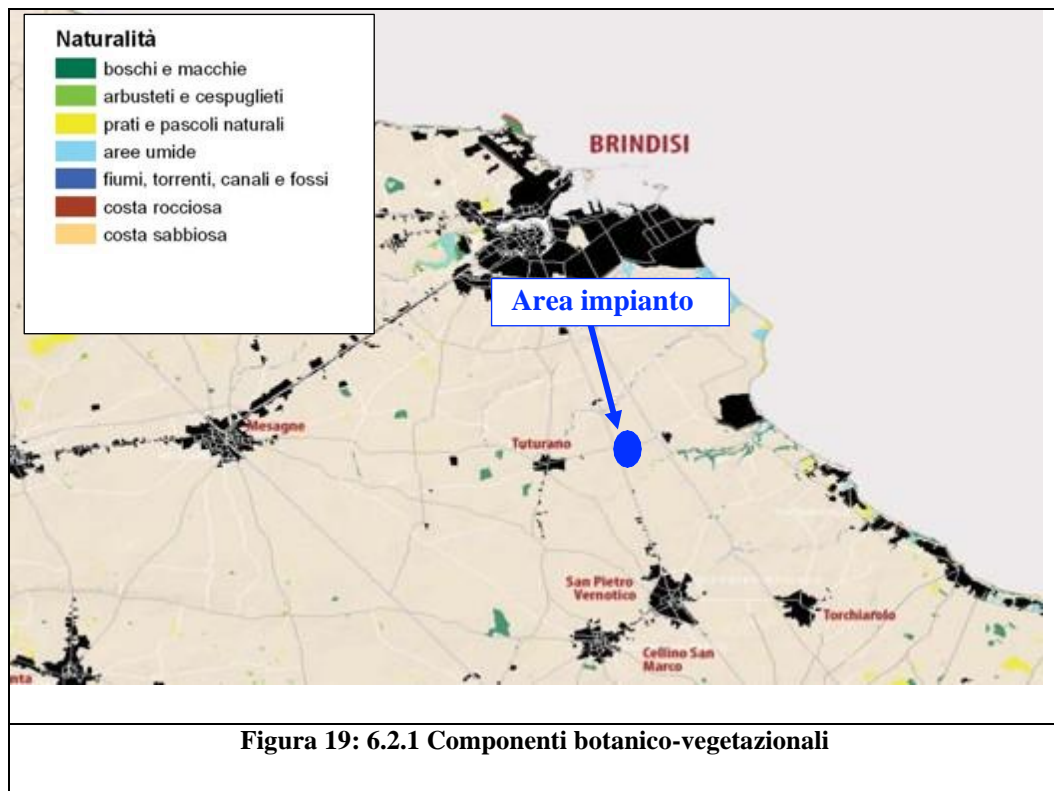 Naturalità
boschi e macchie
arbusteti e cespuglieti
prati e pascoli naturali
aree umide
fiumi, torrenti, canali e fossi
costa rocciosa
costa sabbiosa
BRINDISI
Area impianto
Mesagne
Tuturano
San Pietro
Vernotico
Torchiarolo
Cellino San
Marco
nta
Figura 19: 6.2.1 Componenti botanico-vegetazionali